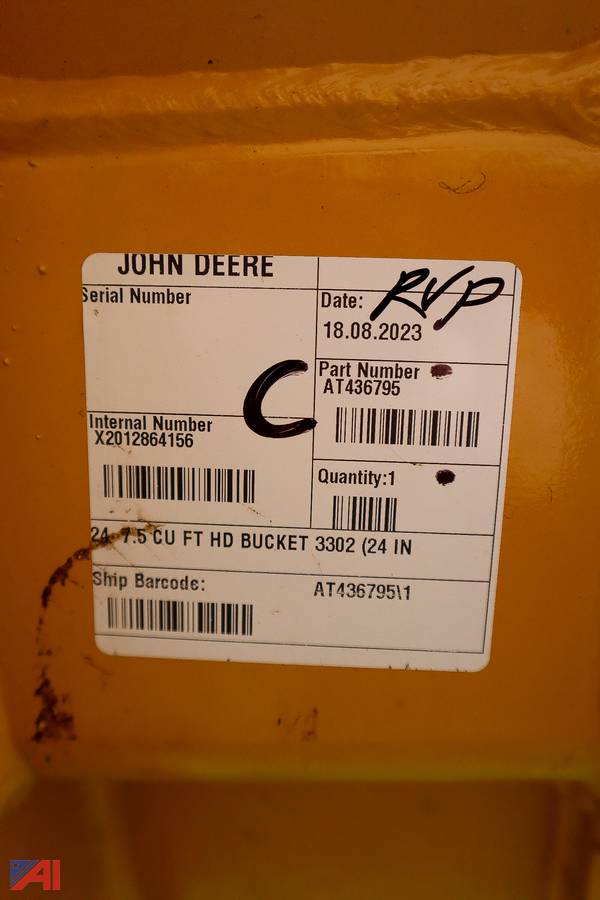 JOHN DEERE
Serial Number
Date: RVP
18.08.2023
C
Part Number
AT436795
Internal Number
X2012864156
Quantity:1
24 7.5 CU FT HD BUCKET 3302 (24 IN
Ship Barcode:
AT436795\1
AI